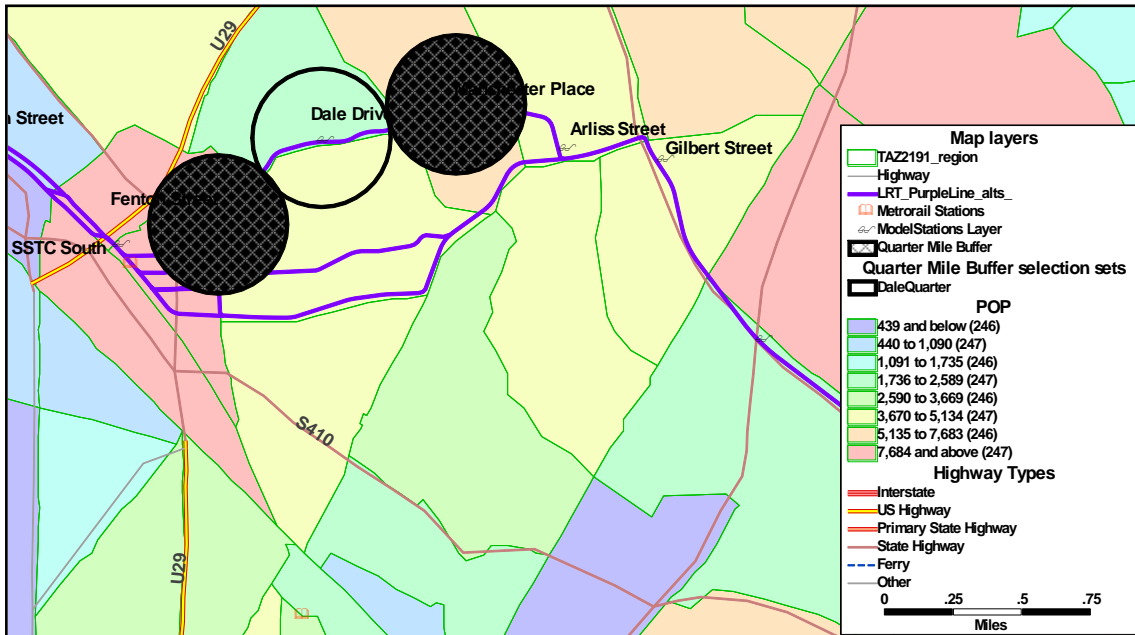 U29
Manchester Place
Dale Driv
n Street
Arliss Street
Gilbert Street
Fenton
SSTC South
S410
U29
Map layers
TAZ2191_region
Highway
LRT_PurpleLine_alts_
Metrorail Stations
ModelStations Layer
Quarter Mile Buffer
Quarter Mile Buffer selection sets
DaleQuarter
POP
439 and below (246)
440 to 1,090 (247)
1,091 to 1,735 (246)
1,736 to 2,589 (247)
2,590 to 3,669 (246)
3,670 to 5,134 (247)
5,135 to 7,683 (246)
7,684 and above (247)
Highway Types
Interstate
US Highway
Primary State Highway
State Highway
Ferry
Other
0 .25 .5 .75
Miles